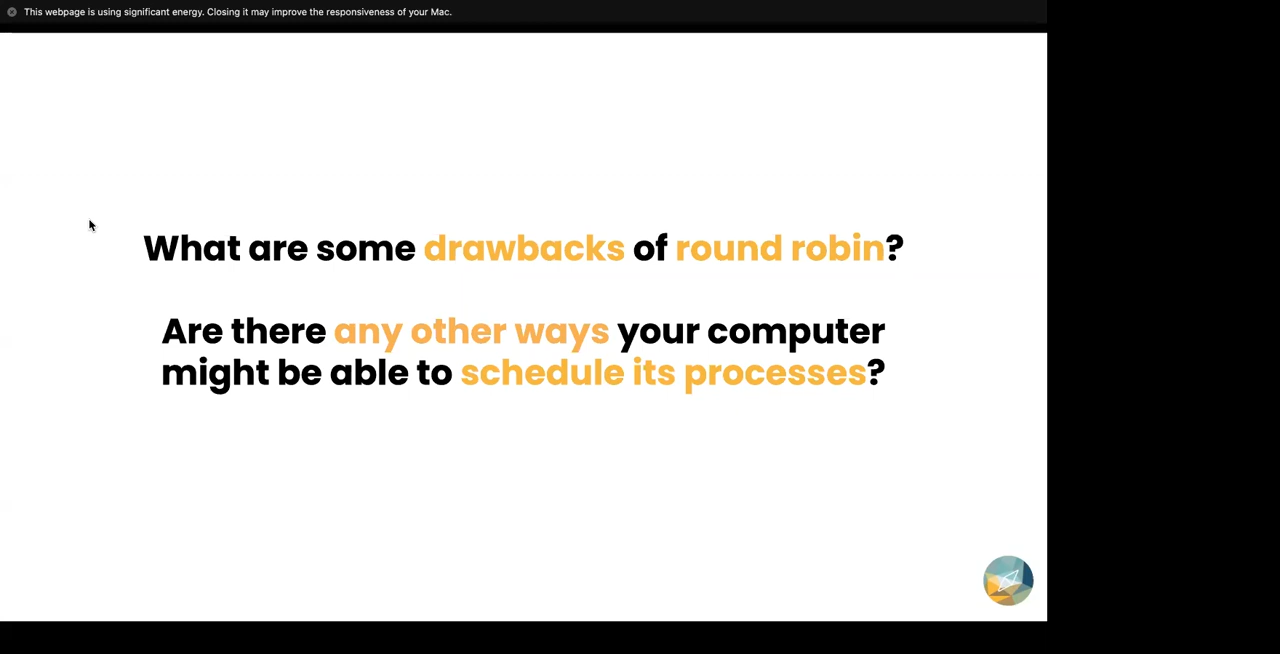 This webpage is using significant energy. Closing it may improve the responsiveness of your Mac.
What are some drawbacks of round robin?
Are there any other ways your computer
might be able to schedule its processes?